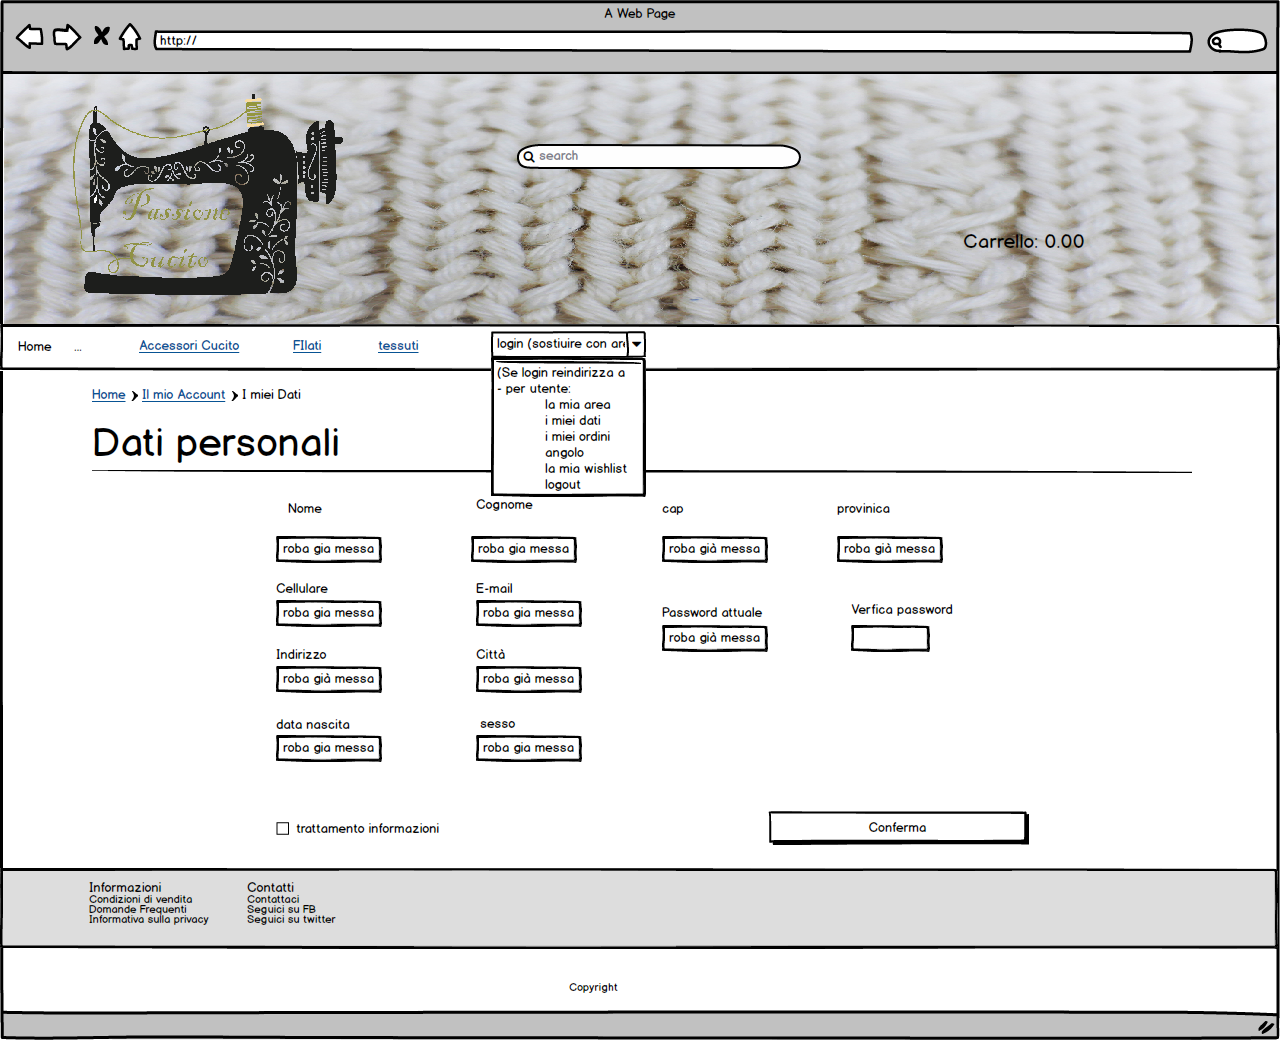 A Web Page
http://
search
Passione
Cucito
Carrello: 0.00
Home ... Accessori Cucito FIlati tessuti login (sostiuire con are
(Se login reindirizza a
- per utente:
la mia area
i miei dati
i miei ordini
angolo
la mia wishlist
logout
Home Il mio Account I miei Dati
Dati personali
Nome Cognome cap provinica
roba gia messa roba gia messa roba già messa roba già messa
Cellulare E-mail Password attuale Verfica password
roba gia messa roba gia messa roba già messa
Indirizzo Città
roba già messa roba già messa
data nascita sesso
roba gia messa roba gia messa
trattamento informazioni Conferma
Informazioni Contatti
Condizioni di vendita Contattaci
Domande Frequenti Seguici su FB
Informativa sulla privacy Seguici su twitter
Copyright